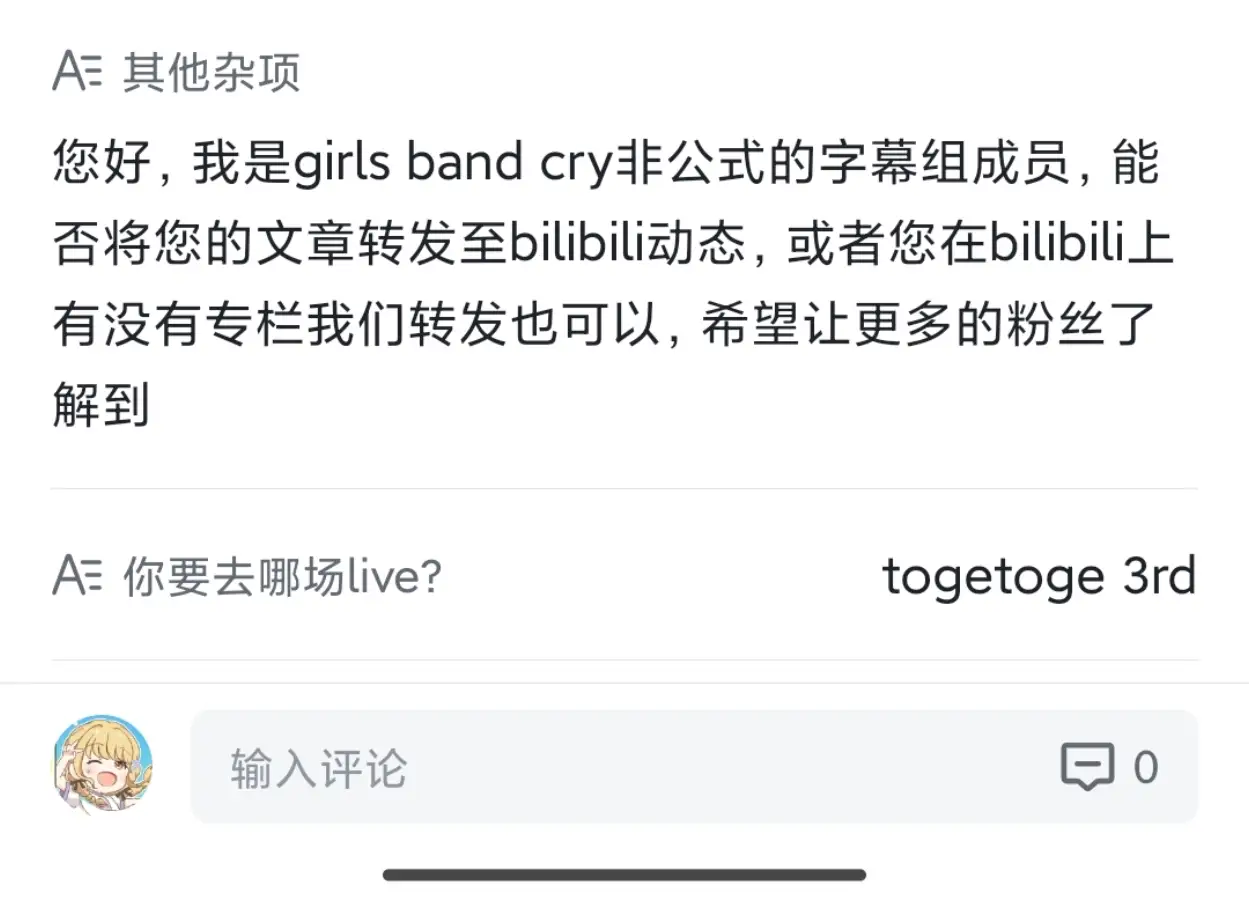 其他杂项
您好，我是girls band cry非公式的字幕组成员，能
否将您的文章转发至bilibili动态，或者您在bilibili上
有没有专栏我们转发也可以，希望让更多的粉丝了
解到
你要去哪场live? togetoge 3rd
输入评论 0